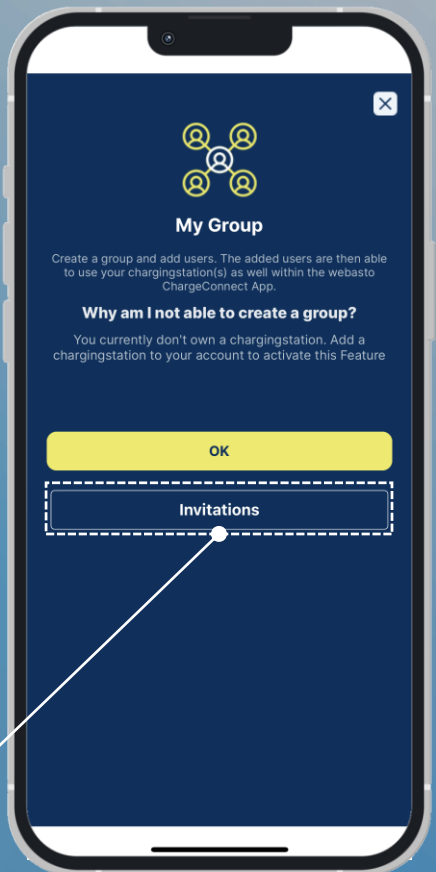 My Group
Create a group and add users. The added users are then able
to use your chargingstation(s) as well within the webasto
ChargeConnect App.
Why am I not able to create a group?
You currently don't own a chargingstation. Add a
chargingstation to your account to activate this Feature
OK
Invitations